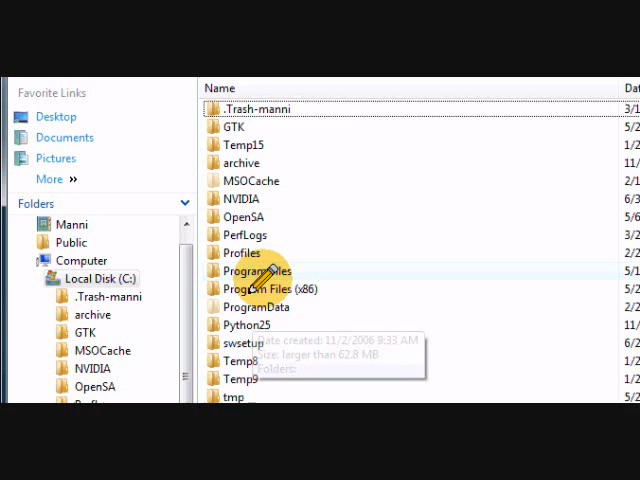 Favorite Links
Desktop
Documents
Pictures
More »
Folders
Manni
Public
Computer
Local Disk (C:)
.Trash-manni
archive
GTK
MSOCache
NVIDIA
OpenSA
Name
.Trash-manni
GTK
Temp15
archive
MSOCache
NVIDIA
OpenSA
PerfLogs
Profiles
Program Files
Program Files (x86)
ProgramData
Python25
swsetup
Temp8
Temp9
tmp
Date created: 11/2/2006 9:33 AM
Size: larger than 62.8 MB
Folders: